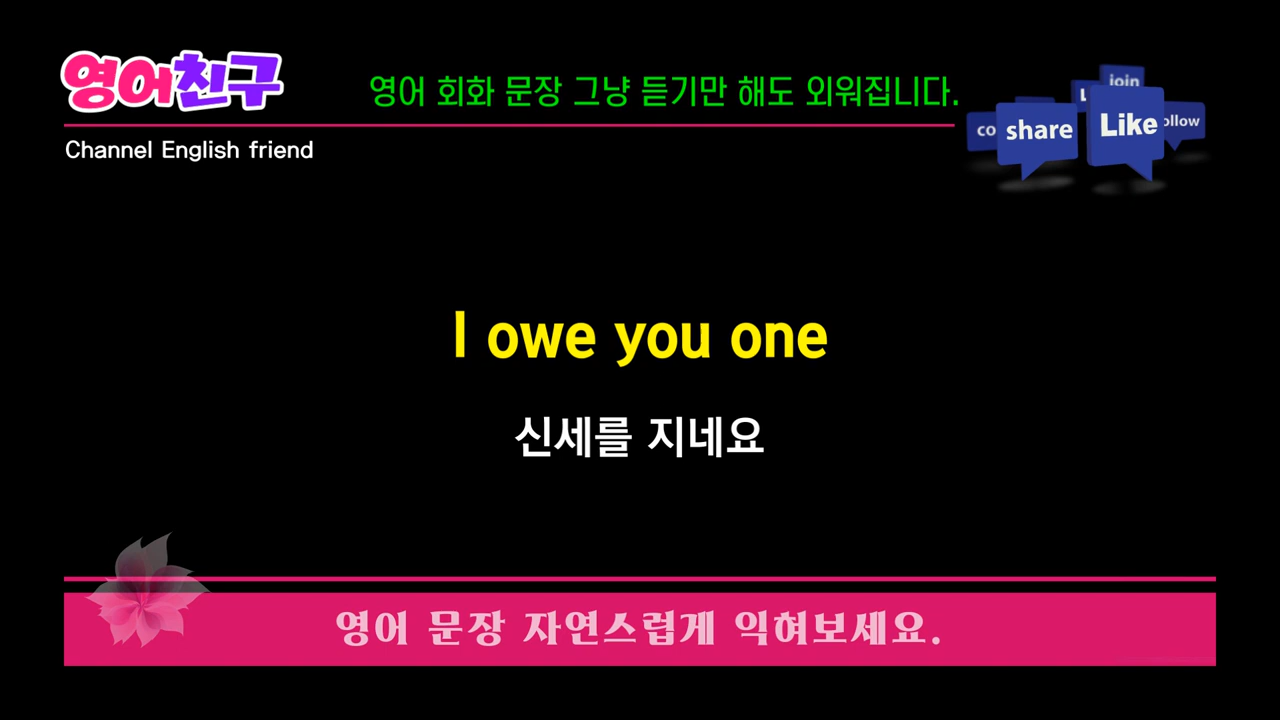 영어친구
영어 회화 문장 그냥 듣기만 해도 외워집니다.
Channel English friend
join
L
co
share
Like
ollow
I owe you one
신세를 지네요
영어 문장 자연스럽게 익혀보세요.